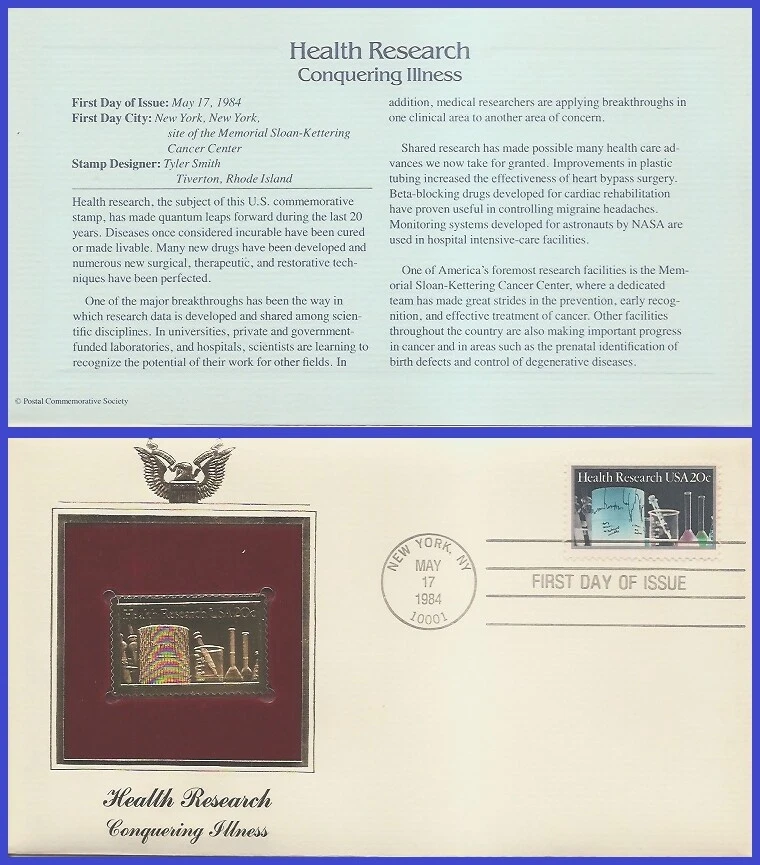 Health Research
Conquering Illness
First Day of Issue: May 17, 1984
First Day City: New York, New York,
site of the Memorial Sloan-Kettering
Cancer Center
Stamp Designer: Tyler Smith
Tiverton, Rhode Island
Health research, the subject of this U.S. commemorative
stamp, has made quantum leaps forward during the last 20
years. Diseases once considered incurable have been cured
or made livable. Many new drugs have been developed and
numerous new surgical, therapeutic, and restorative tech-
niques have been perfected.
One of the major breakthroughs has been the way in
which research data is developed and shared among scien-
tific disciplines. In universities, private and government-
funded laboratories, and hospitals, scientists are learning to
recognize the potential of their work for other fields. In
addition, medical researchers are applying breakthroughs in
one clinical area to another area of concern.
Shared research has made possible many health care ad-
vances we now take for granted. Improvements in plastic
tubing increased the effectiveness of heart bypass surgery.
Beta-blocking drugs developed for cardiac rehabilitation
have proven useful in controlling migraine headaches.
Monitoring systems developed for astronauts by NASA are
used in hospital intensive-care facilities.
One of America's foremost research facilities is the Mem-
orial Sloan-Kettering Cancer Center, where a dedicated
team has made great strides in the prevention, early recog-
nition, and effective treatment of cancer. Other facilities
throughout the country are also making important progress
in cancer and in areas such as the prenatal identification of
birth defects and control of degenerative diseases.
© Postal Commemorative Society
Health Research USA 20c
NEW YORK, NY
MAY
17
1984
10001
FIRST DAY OF ISSUE
Health Research USA 20c
Health Research
Conquering Illness